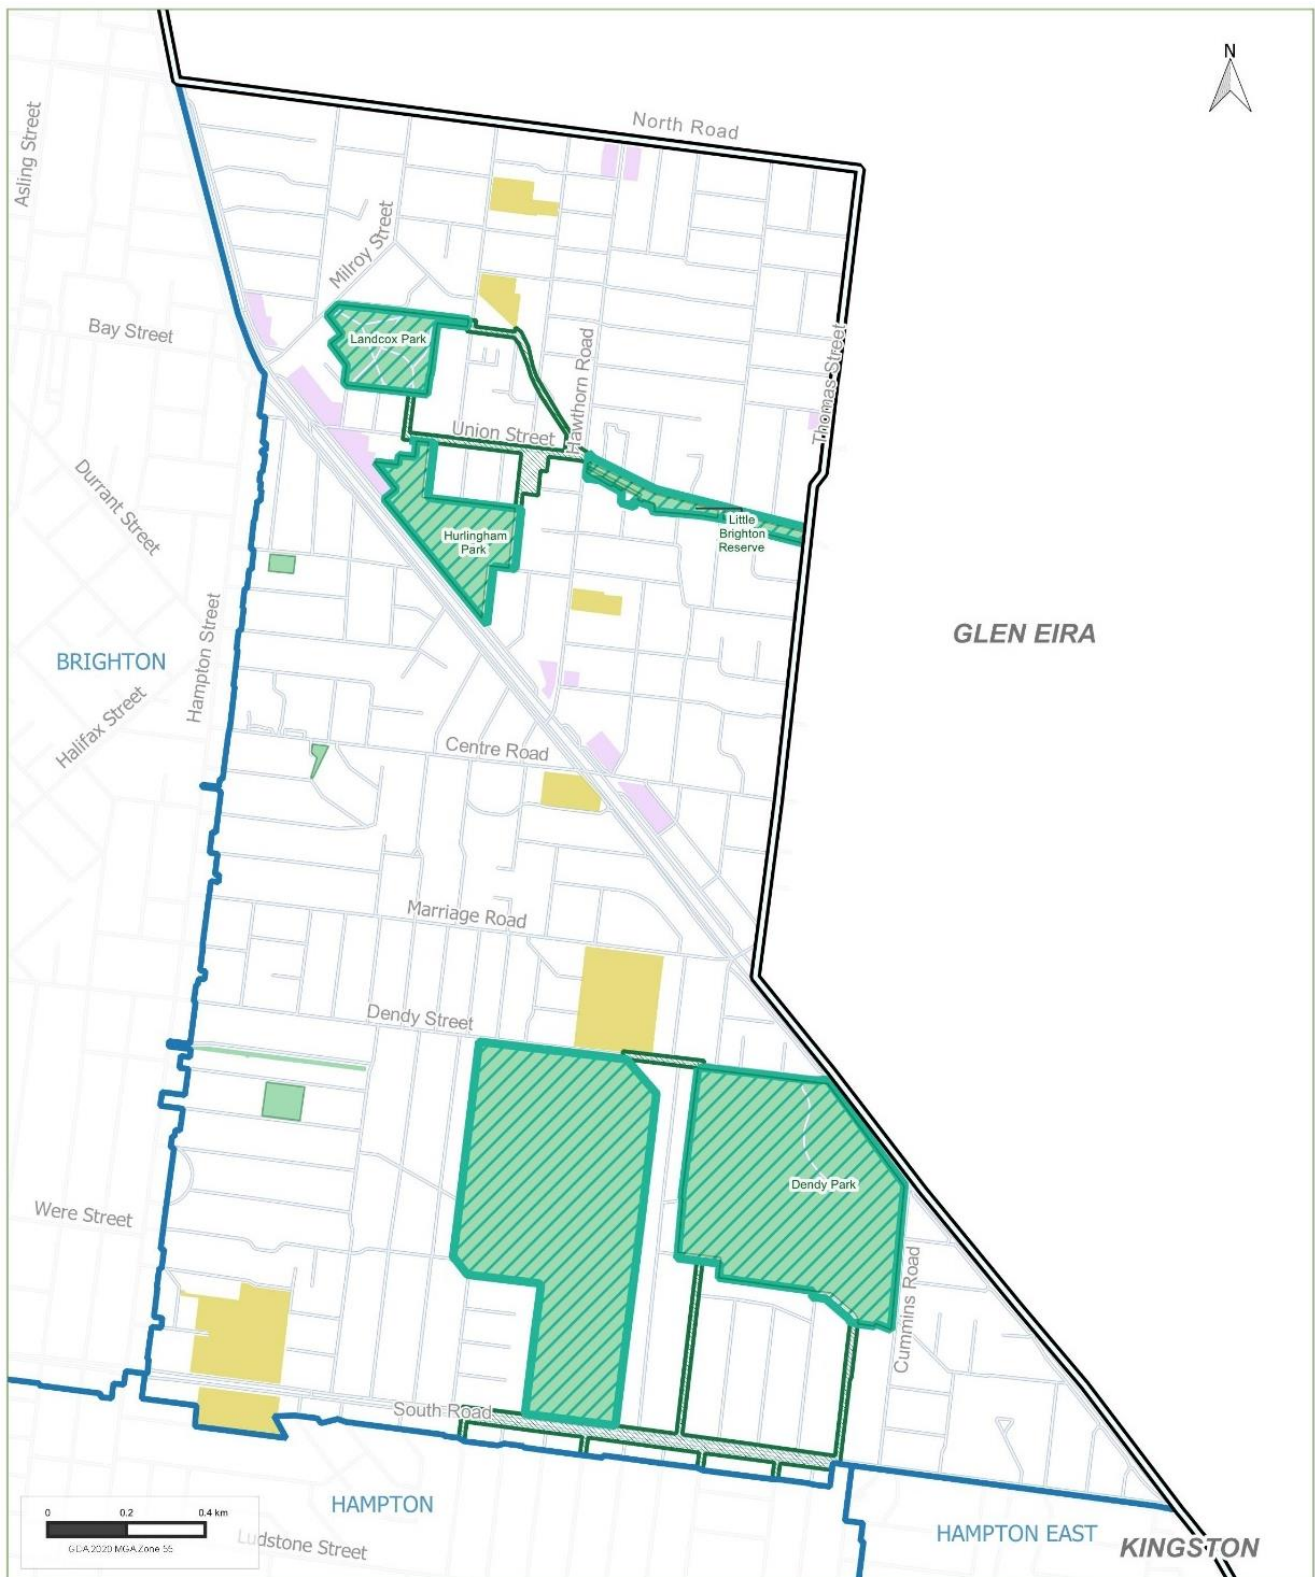 N
North Road
Asling Street
Milroy Street
Bay Street
Landcox Park
Hawthorn Road
Thomas Street
Union Street
Durrant Street
Hurlingham
Park
Little
Brighton
Reserve
GLEN EIRA
BRIGHTON
Hampton Street
Halifax Street
Centre Road
Marriage Road
Dendy Street
Dendy Park
Were Street
Cummins Road
South Road
HAMPTON
HAMPTON EAST
KINGSTON
0 0.2 0.4 km
GDA 2020 MGA Zone 55
Ludstone Street